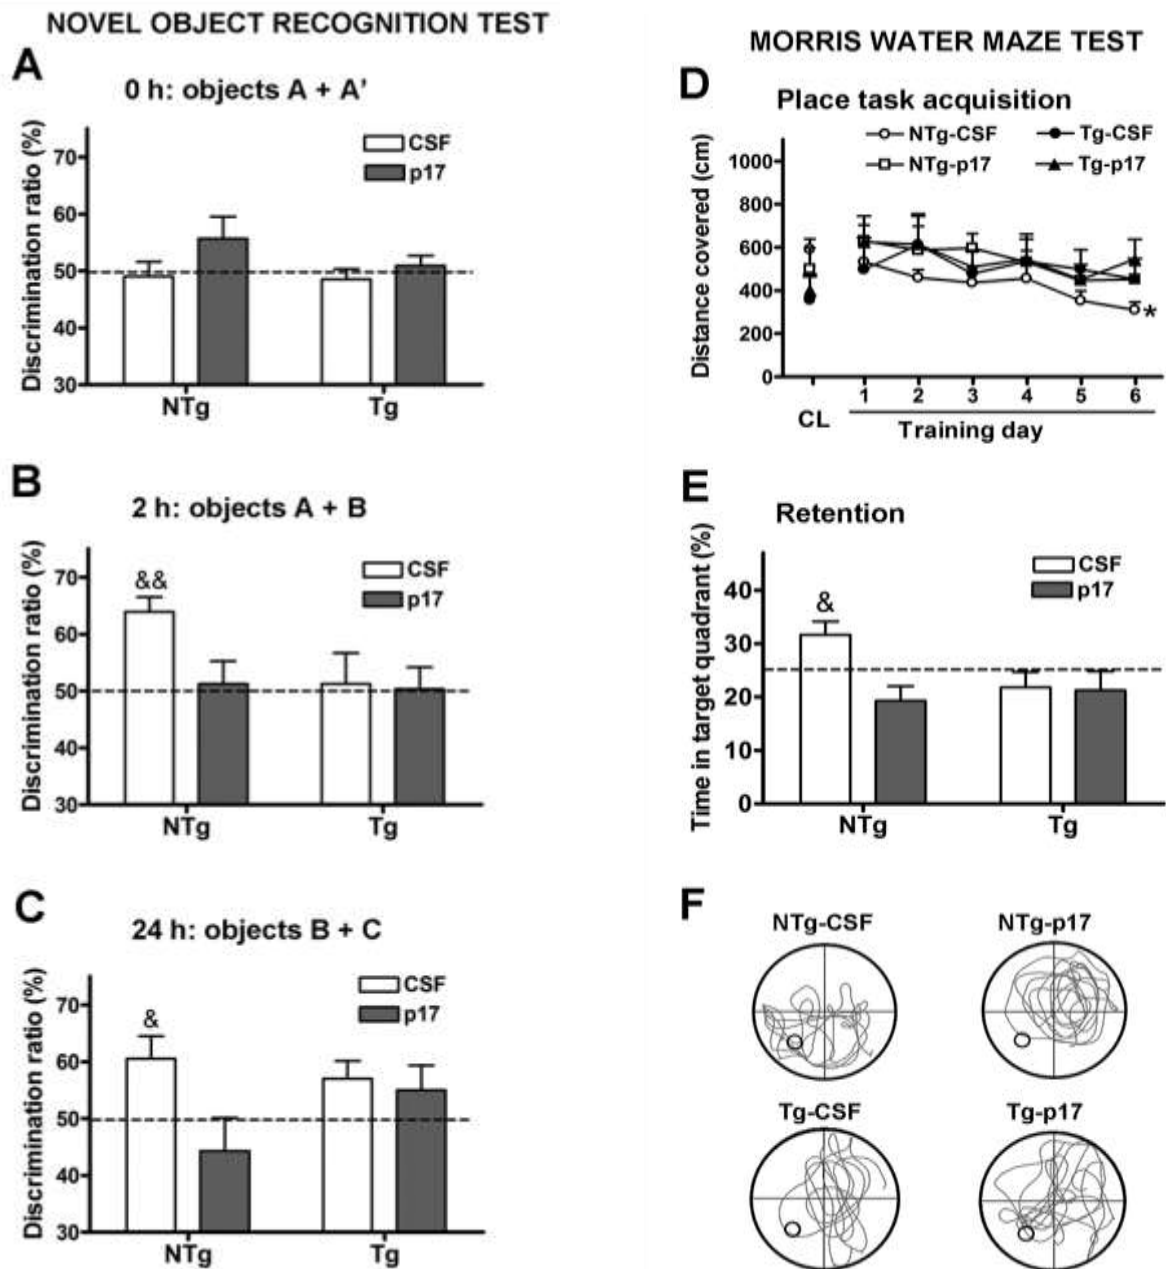 NOVEL OBJECT RECOGNITION TEST
A
0 h: objects A + A'
Discrimination ratio (%)
70
60
50
40
30
CSF
p17
NTg
Tg
B
2 h: objects A + B
Discrimination ratio (%)
70
60
50
40
30
&&
CSF
p17
NTg
Tg
C
24 h: objects B + C
Discrimination ratio (%)
70
60
50
40
30
&
CSF
p17
NTg
Tg
MORRIS WATER MAZE TEST
D
Place task acquisition
NTg-CSF
Tg-CSF
NTg-p17
Tg-p17
Distance covered (cm)
1000
800
600
400
200
0
*
CL
1 2 3 4 5 6
Training day
E
Retention
Time in target quadrant (%)
40
30
20
10
0
&
CSF
p17
NTg
Tg
F
NTg-CSF
NTg-p17
Tg-CSF
Tg-p17